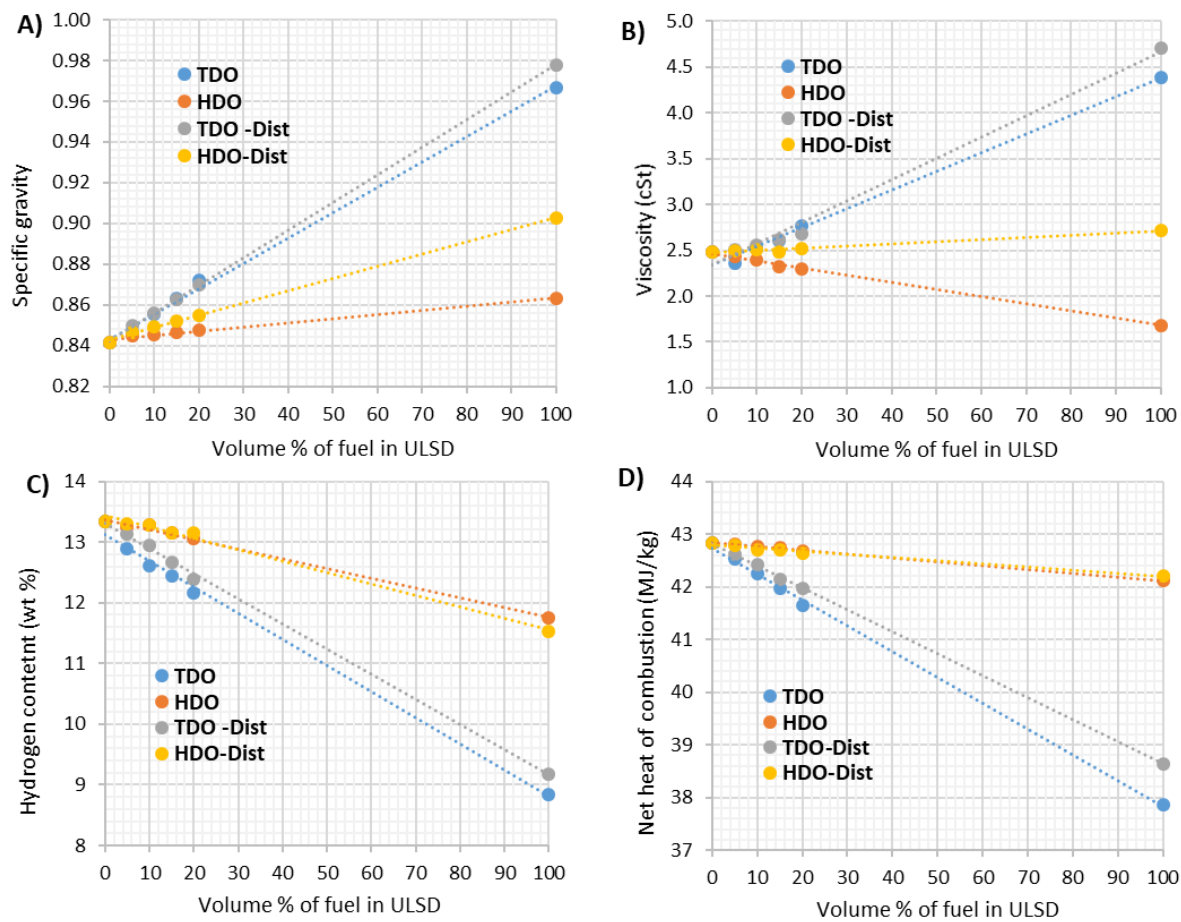 A)
1.00
0.98
0.96
0.94
0.92
0.90
0.88
0.86
0.84
0.82
Specific gravity
TDO
HDO
TDO -Dist
HDO-Dist
0 10 20 30 40 50 60 70 80 90 100
Volume % of fuel in ULSD
B)
5.0
4.5
4.0
3.5
3.0
2.5
2.0
1.5
1.0
Viscosity (cSt)
TDO
HDO
TDO -Dist
HDO-Dist
0 10 20 30 40 50 60 70 80 90 100
Volume % of fuel in ULSD
C)
14
13
12
11
10
9
8
Hydrogen contetnt (wt %)
TDO
HDO
TDO -Dist
HDO-Dist
0 10 20 30 40 50 60 70 80 90 100
Volume % of fuel in ULSD
D)
44
43
42
41
40
39
38
37
Net heat of combustion (MJ/kg)
TDO
HDO
TDO-Dist
HDO-Dist
0 10 20 30 40 50 60 70 80 90 100
Volume % of fuel in ULSD